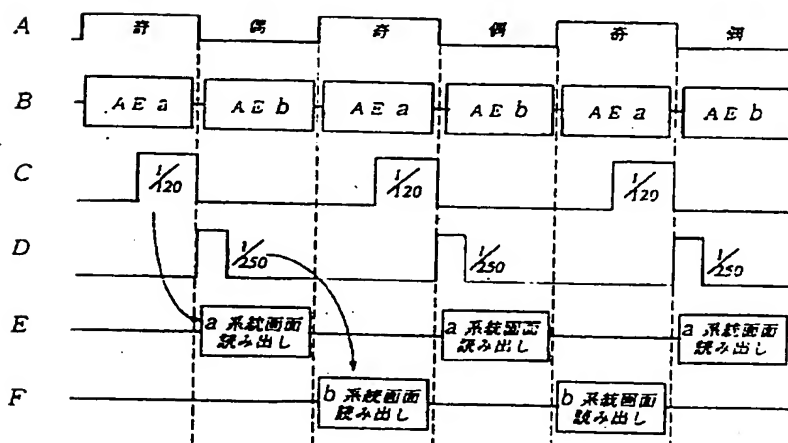 A 奇 偶 奇 偶 奇 偶
B AE a AE b AE a AE b AE a AE b
C 1/120 1/120 1/120
D 1/250 1/250 1/250
E a 系統画面 a 系統画面 a 系統画面
読み出し 読み出し 読み出し
F b 系統画面 b 系統画面
読み出し 読み出し